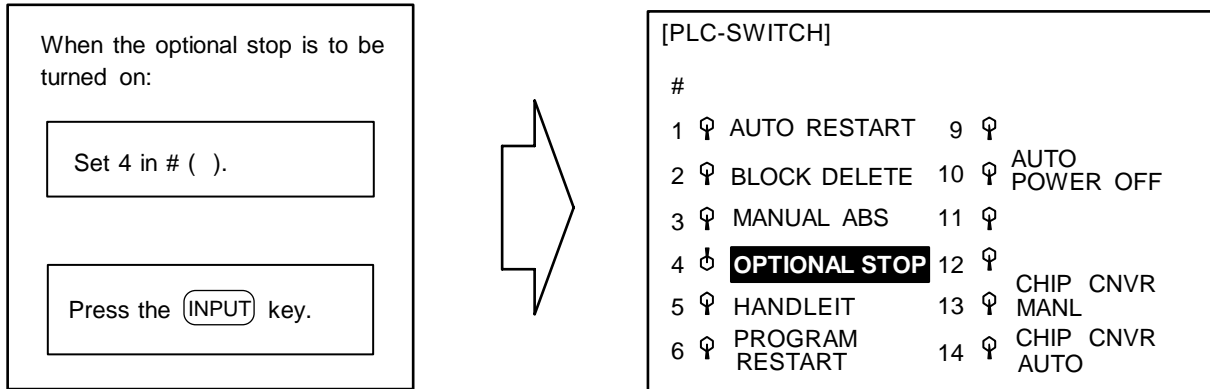 When the optional stop is to be
turned on:
Set 4 in # ( ).
Press the INPUT key.
[PLC-SWITCH]
#
1 AUTO RESTART 9
2 BLOCK DELETE 10 AUTO POWER OFF
3 MANUAL ABS 11
4 OPTIONAL STOP 12
5 HANDLEIT 13 CHIP CNVR MANL
6 PROGRAM RESTART 14 CHIP CNVR AUTO